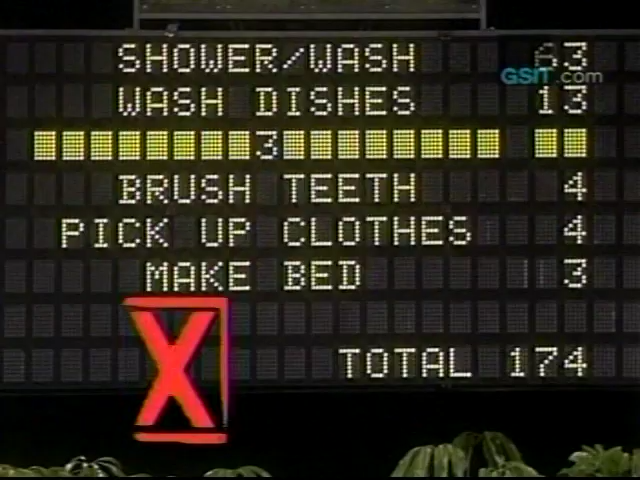 SHOWER/WASH 63
GSIT.com
WASH DISHES 13
3
BRUSH TEETH 4
PICK UP CLOTHES 4
MAKE BED 3
X
TOTAL 174